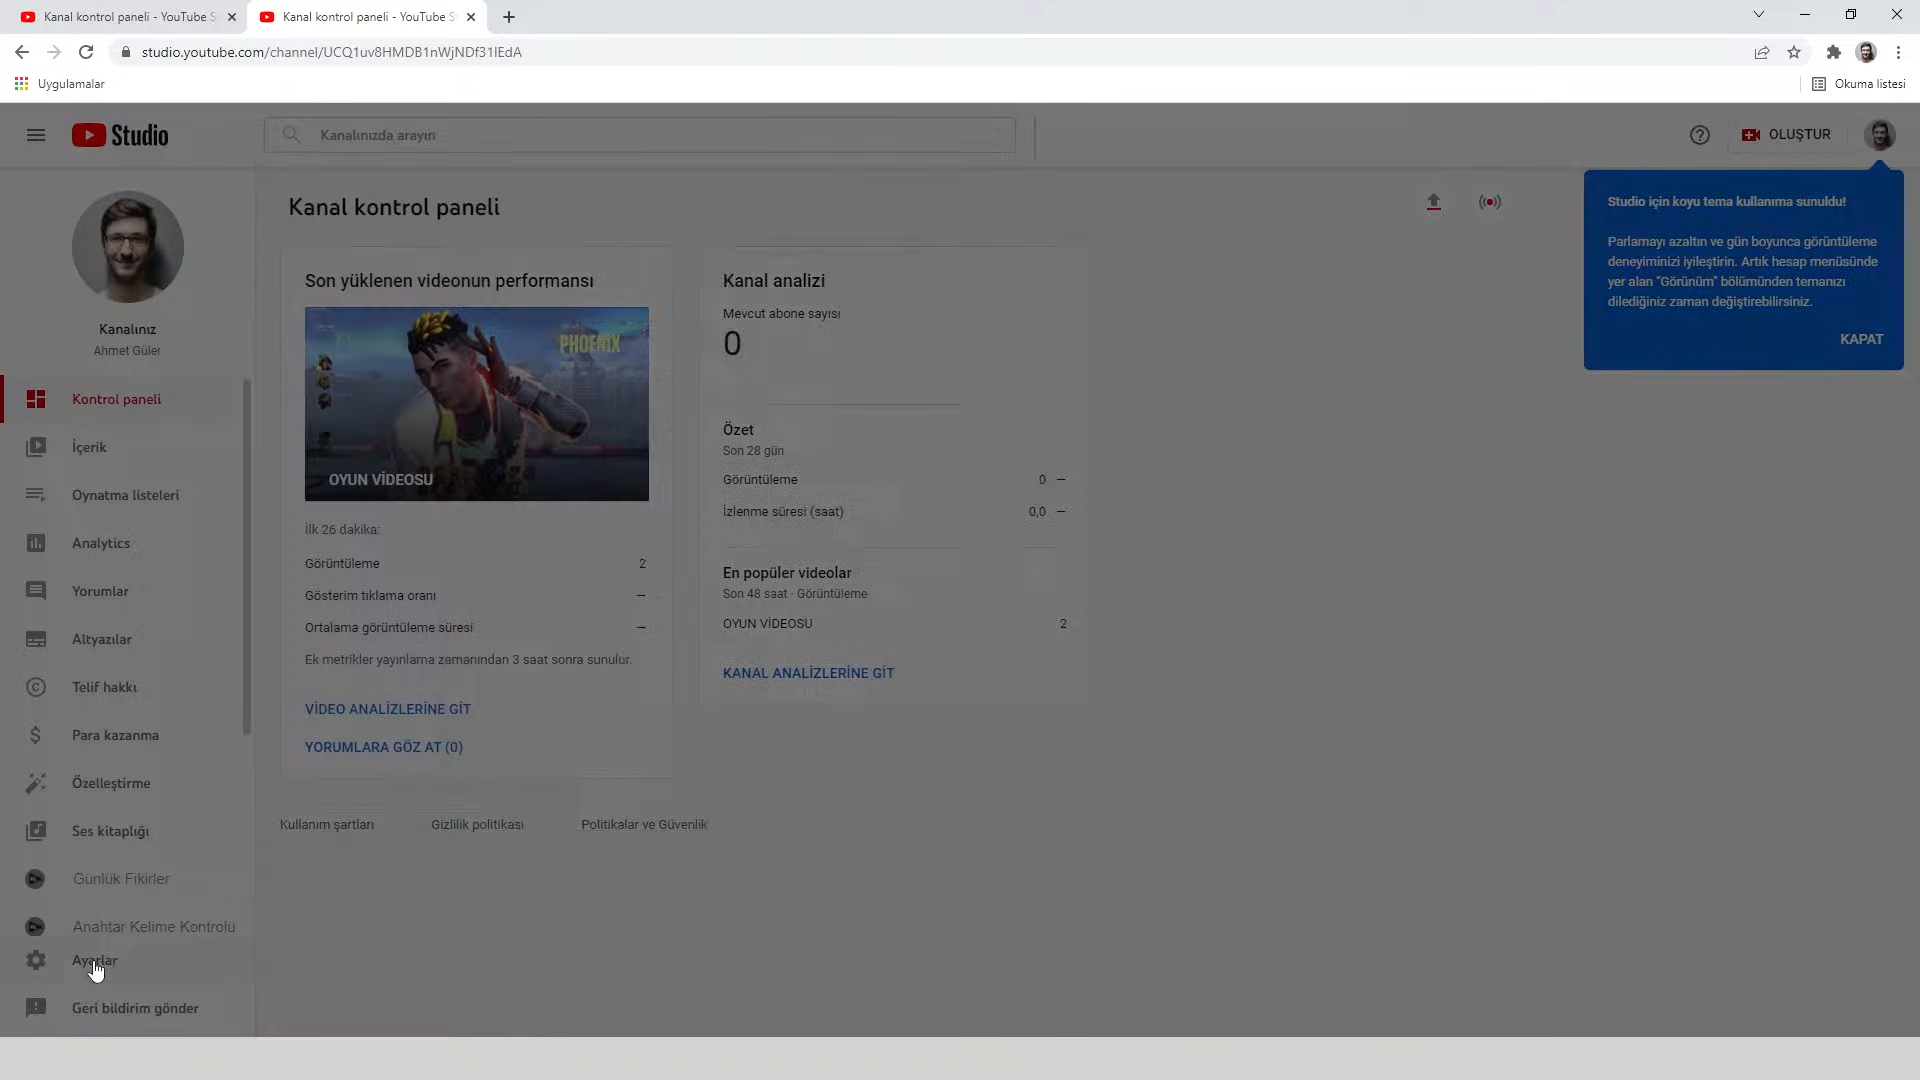 Kanal kontrol paneli - YouTube S
Kanal kontrol paneli - YouTube S
studio.youtube.com/channel/UCQ1uv8HMDB1nWjNDf31IEdA
Uygulamalar
Okuma listesi
Studio
Kanalınızda arayın
OLUŞTUR
Kanalınız
Ahmet Güler
Kontrol paneli
İçerik
Oynatma listeleri
Analytics
Yorumlar
Altyazılar
Telif hakkı
Para kazanma
Özelleştirme
Ses kitaplığı
Günlük Fikirler
Anahtar Kelime Kontrolü
Ayarlar
Geri bildirim gönder
Kanal kontrol paneli
Son yüklenen videonun performansı
PHOENIX
OYUN VİDEOSU
İlk 26 dakika:
Görüntüleme 2
Gösterim tıklama oranı —
Ortalama görüntüleme süresi —
Ek metrikler yayınlama zamanından 3 saat sonra sunulur.
VİDEO ANALİZLERİNE GİT
YORUMLARA GÖZ AT (0)
Kanal analizi
Mevcut abone sayısı
0
Özet
Son 28 gün
Görüntüleme 0 —
İzlenme süresi (saat) 0,0 —
En popüler videolar
Son 48 saat · Görüntüleme
OYUN VİDEOSU 2
KANAL ANALİZLERİNE GİT
Studio için koyu tema kullanıma sunuldu!
Parlamayı azaltın ve gün boyunca görüntüleme
deneyiminizi iyileştirin. Artık hesap menüsünde
yer alan "Görünüm" bölümünden temanızı
dilediğiniz zaman değiştirebilirsiniz.
KAPAT
Kullanım şartları Gizlilik politikası Politikalar ve Güvenlik